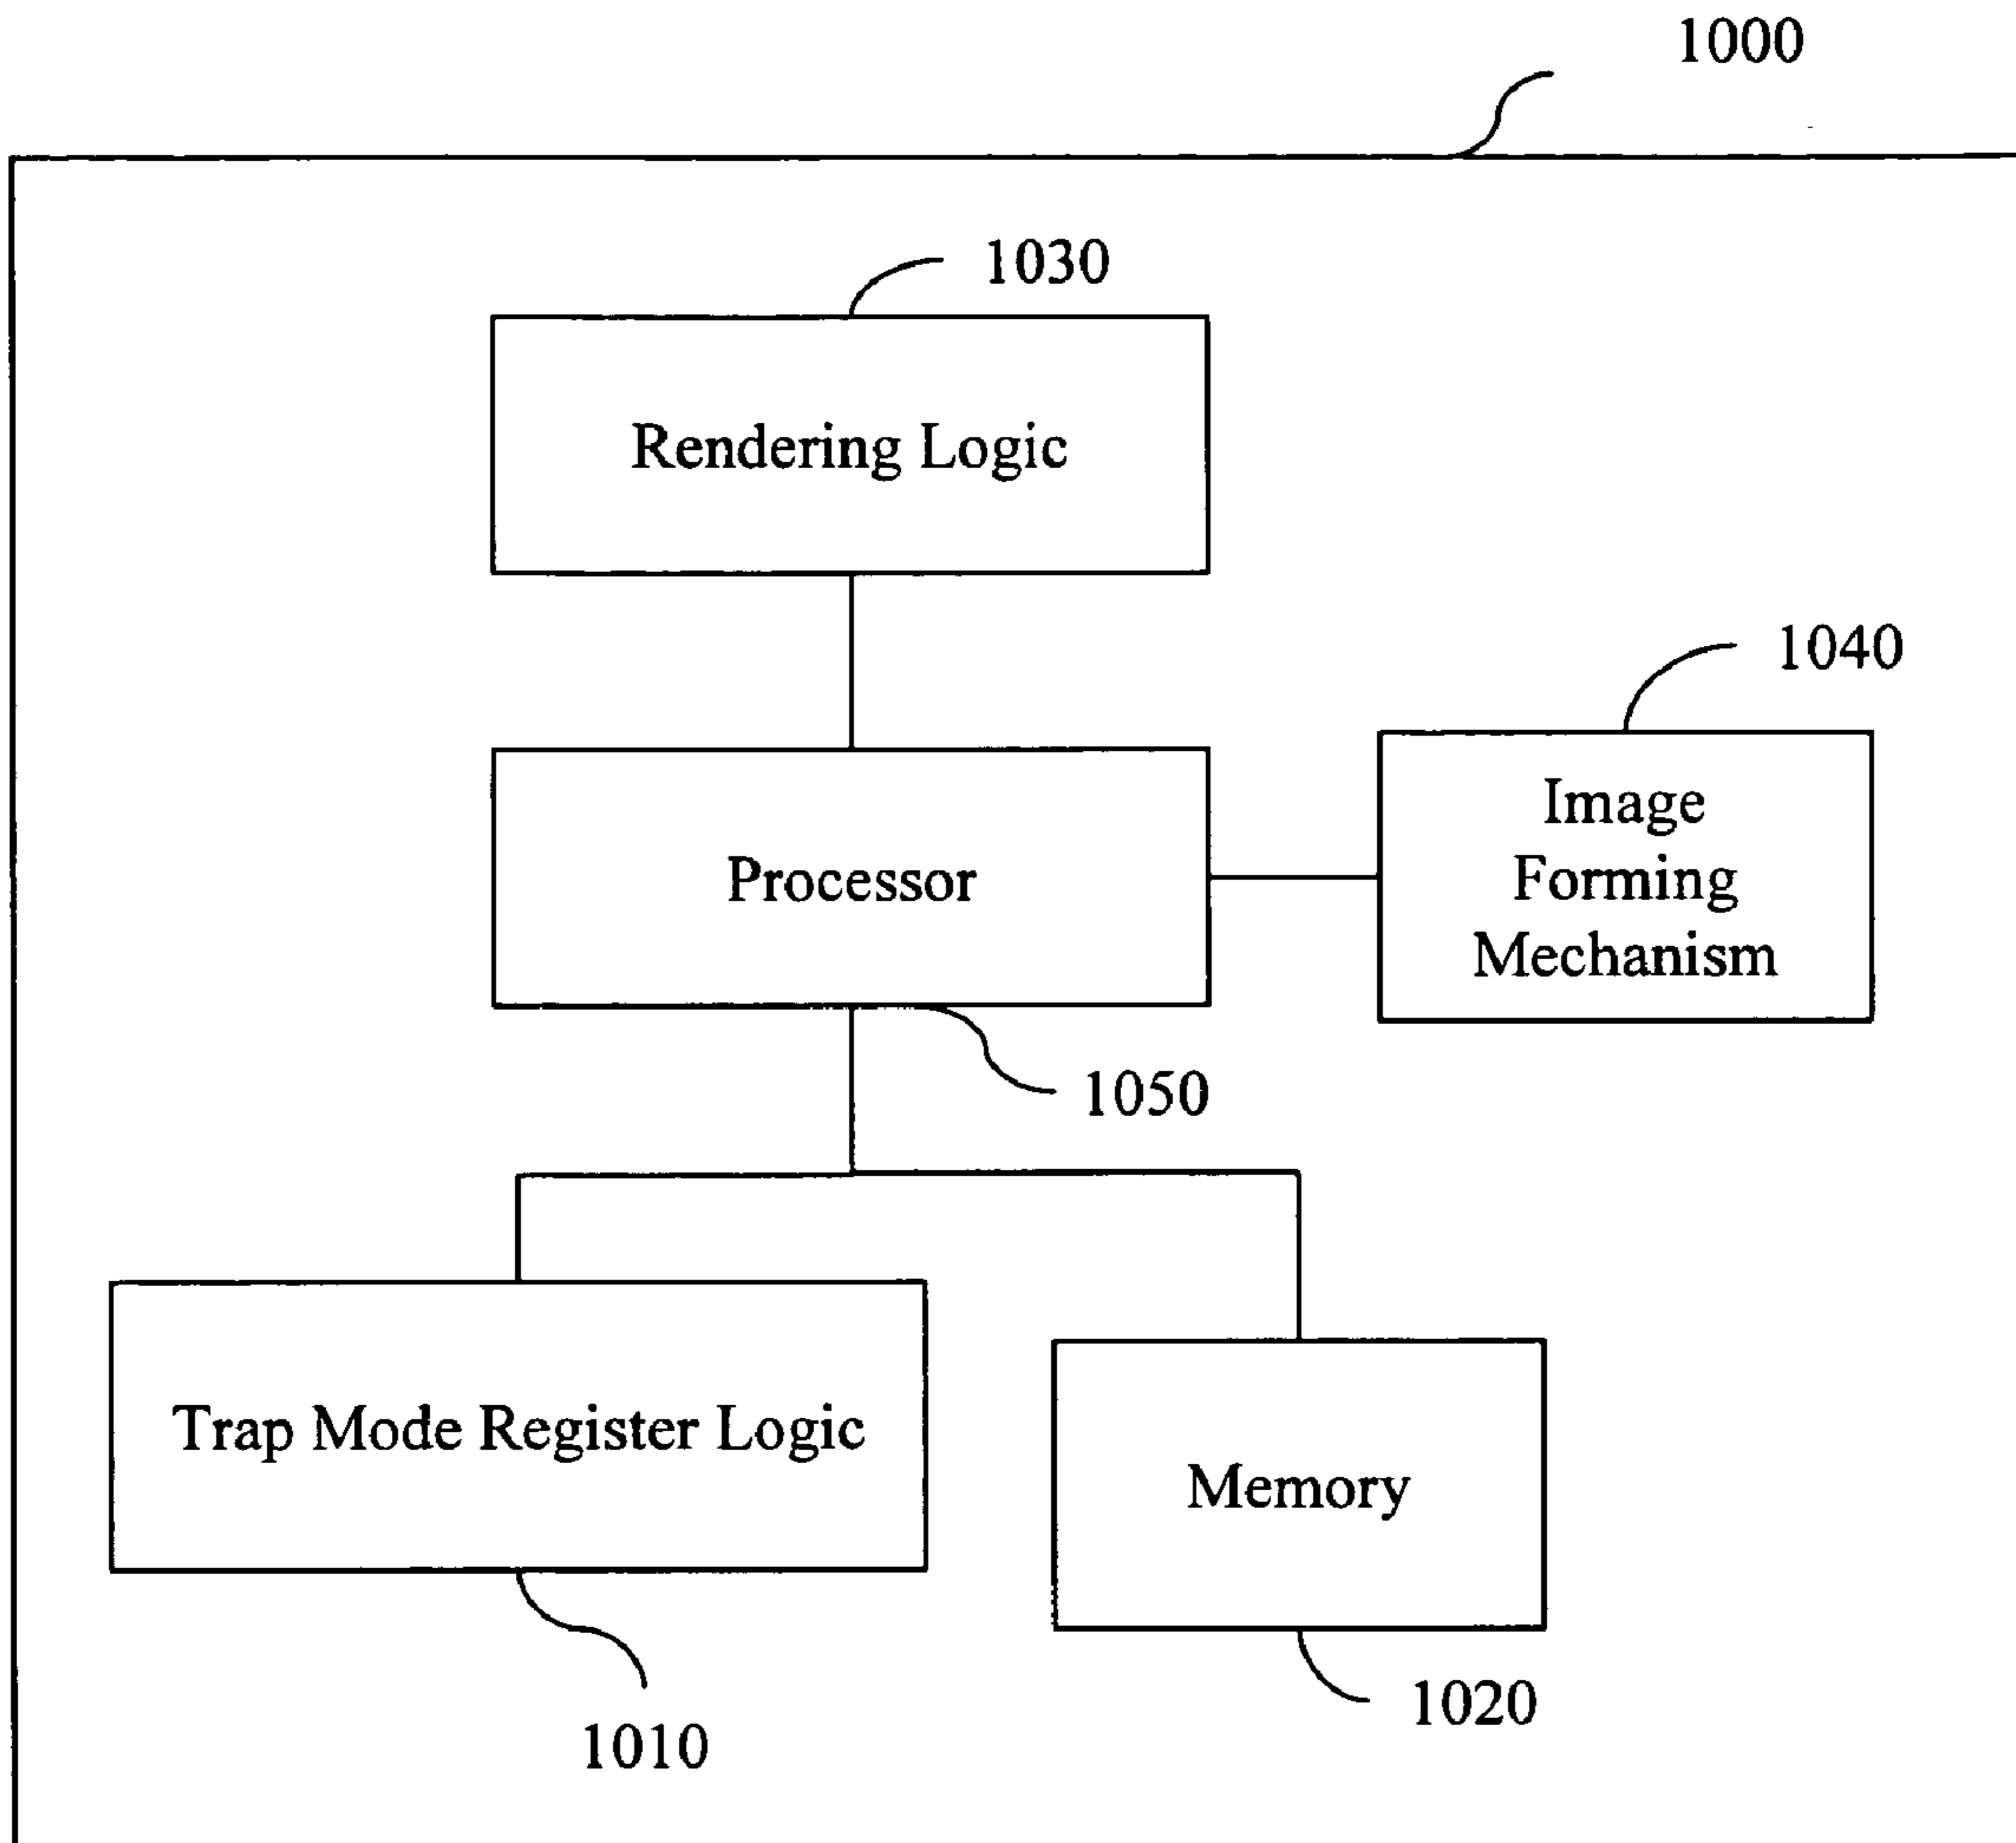 1000
1030
Rendering Logic
1040
Image
Forming
Mechanism
Processor
1050
Trap Mode Register Logic
Memory
1020
1010